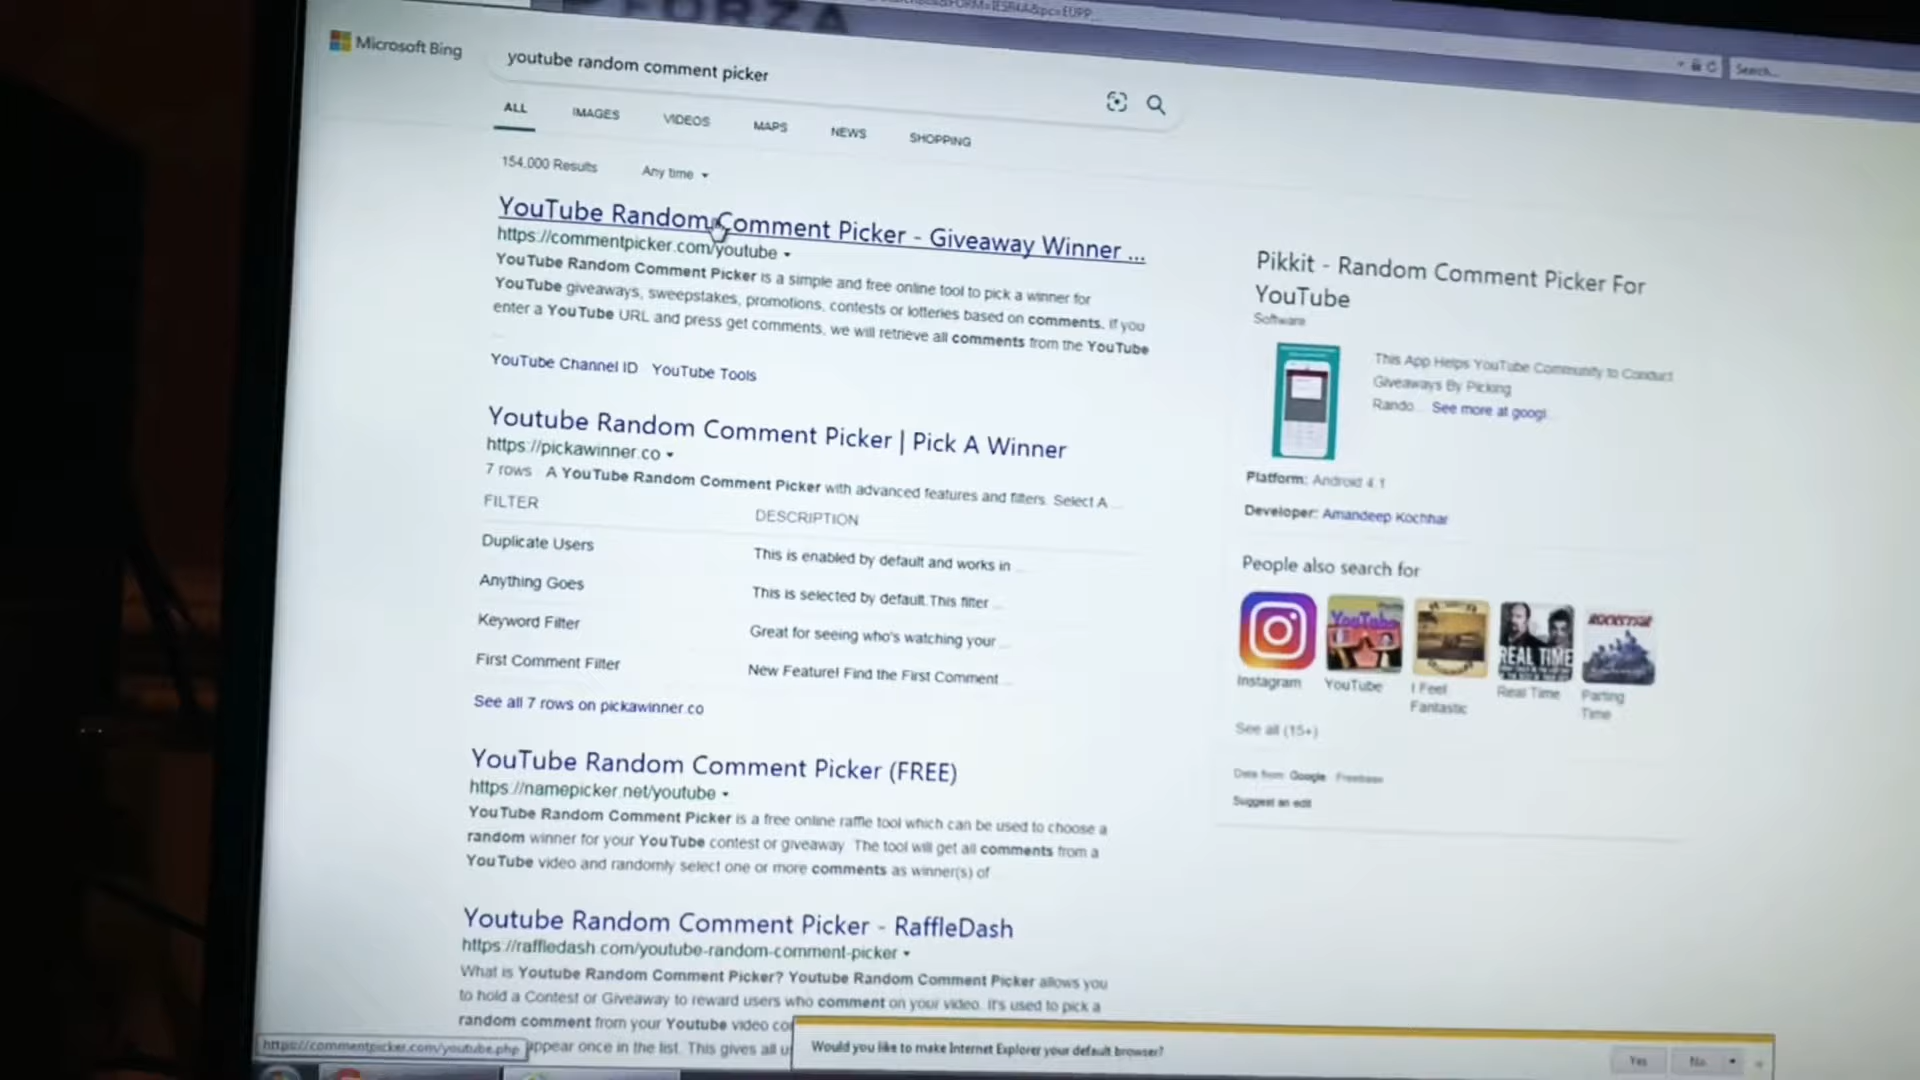 FORZA
Search...
Microsoft Bing
youtube random comment picker
ALL IMAGES VIDEOS MAPS NEWS SHOPPING
154,000 Results Any time
YouTube Random Comment Picker - Giveaway Winner ...
https://commentpicker.com/youtube
YouTube Random Comment Picker is a simple and free online tool to pick a winner for
YouTube giveaways, sweepstakes, promotions, contests or lotteries based on comments. If you
enter a YouTube URL and press get comments, we will retrieve all comments from the YouTube
...
YouTube Channel ID YouTube Tools
Youtube Random Comment Picker | Pick A Winner
https://pickawinner.co
7 rows A YouTube Random Comment Picker with advanced features and filters. Select A ...
FILTER DESCRIPTION
Duplicate Users This is enabled by default and works in ...
Anything Goes This is selected by default.This filter ...
Keyword Filter Great for seeing who's watching your ...
First Comment Filter New Feature! Find the First Comment ...
See all 7 rows on pickawinner.co
YouTube Random Comment Picker (FREE)
https://namepicker.net/youtube
YouTube Random Comment Picker is a free online raffle tool which can be used to choose a
random winner for your YouTube contest or giveaway. The tool will get all comments from a
YouTube video and randomly select one or more comments as winner(s) of
Youtube Random Comment Picker - RaffleDash
https://raffledash.com/youtube-random-comment-picker
What is Youtube Random Comment Picker? Youtube Random Comment Picker allows you
to hold a Contest or Giveaway to reward users who comment on your video. It's used to pick a
random comment from your Youtube video
appear once in the list. This gives all
https://commentpicker.com/youtube.php
Pikkit - Random Comment Picker For
YouTube
Software
This App Helps YouTube Community to Conduct
Giveaways By Picking
Rando... See more at googl...
Platform: Android 4.1
Developer: Amandeep Kochhar
People also search for
YouTube
REAL TIME
ROCKSTAR
Instagram YouTube I Feel Fantastic Real Time Parting Time
See all (15+)
Data from: Google Freebase
Suggest an edit
Would you like to make Internet Explorer your default browser?
Yes No